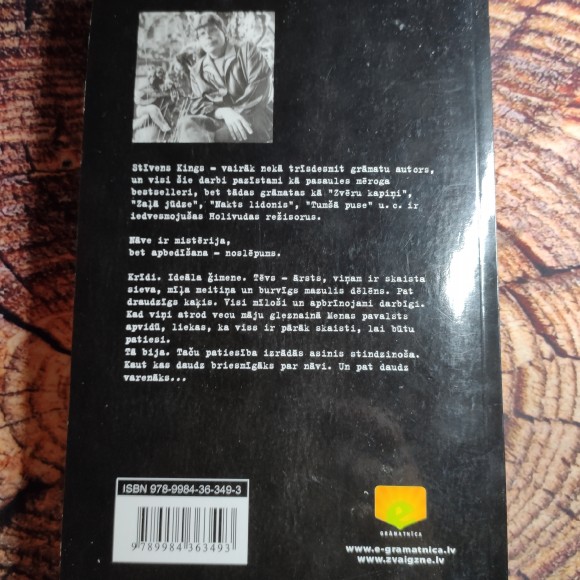 Stīvens Kings — vairāk nekā trīsdesmit grāmatu autors,
un visi šie darbi pazīstami kā pasaules mēroga
bestselleri, bet tādas grāmatas kā "Zvēru kapiņi",
"Zaļā jūdze", "Nakts lidonis", "Tumšā puse" u.c. ir
iedvesmojušas Holivudas režisorus.
Nāve ir mistērija,
bet apbedīšana — noslēpums.
Krīdi. Ideāla ģimene. Tēvs — ārsts, viņam ir skaista
sieva, mīļa meitiņa un burvīgs mazulis dēlēns. Pat
draudzīgs kaķis. Visi mīloši un apbrīnojami darbīgi.
Kad viņi atrod vecu māju gleznainā Menas pavalsts
apvidū, liekas, ka viss ir pārāk skaisti, lai būtu
patiesi.
Tā bija. Taču patiesība izrādās asinis stindzinoša.
Kaut kas daudz briesmīgāks par nāvi. Un pat daudz
varenāks...
ISBN 978-9984-36-349-3
9 789984 363493
e
GRĀMATNĪCA
www.e-gramatnica.lv
www.zvaigzne.lv